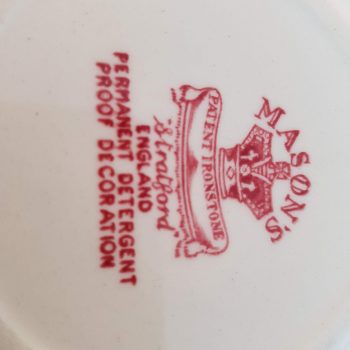 MASON'S
PATENT IRONSTONE
"Stratford"
ENGLAND
PERMANENT DETERGENT
PROOF DECORATION